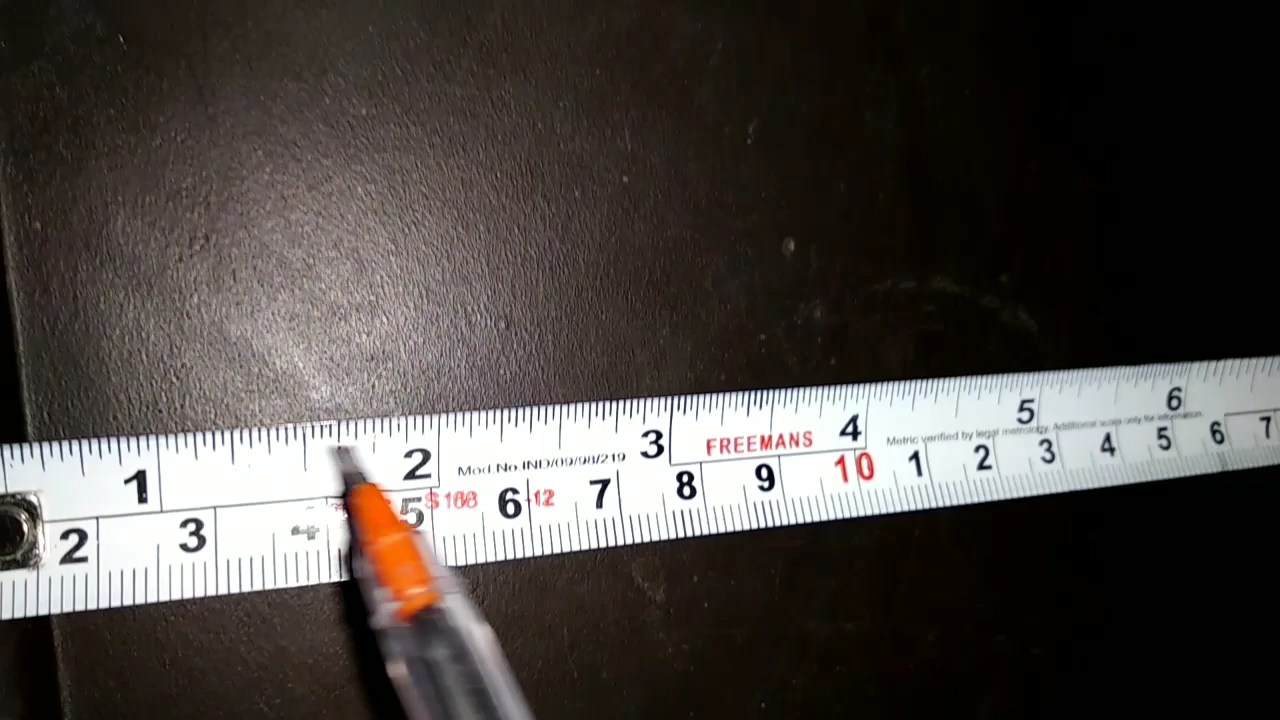 1 2 3 4 5 6
Mod.No.IND/09/98/219
FREEMANS
Metric verified by legal metrology. Additional scale only for information.
2 3 4 5 6 7 8 9 10 1 2 3 4 5 6 7
12